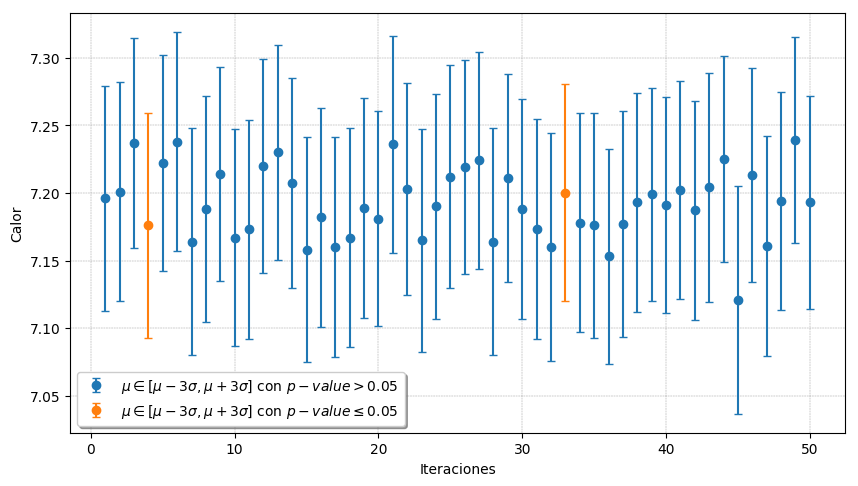 Calor
7.30
7.25
7.20
7.15
7.10
7.05
μ ∈ [μ − 3σ, μ + 3σ] con p − value > 0.05
μ ∈ [μ − 3σ, μ + 3σ] con p − value ≤ 0.05
0 10 20 30 40 50
Iteraciones